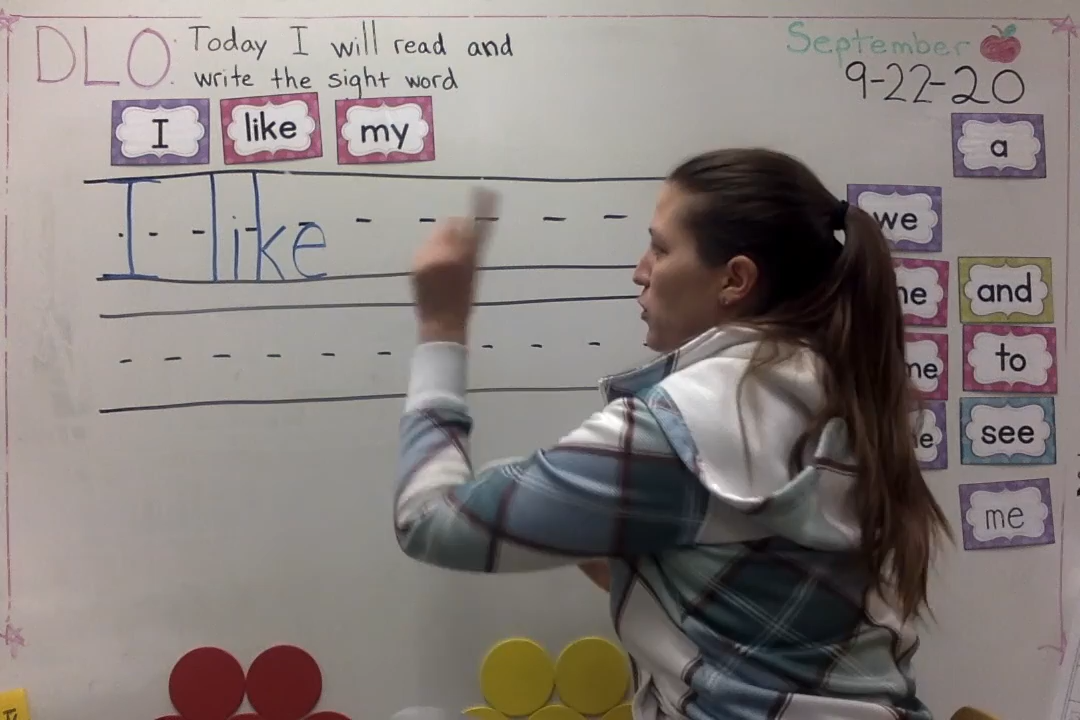 DLO: Today I will read and
write the sight word
September
9-22-20
I like my
a
I like
we
and
to
see
me